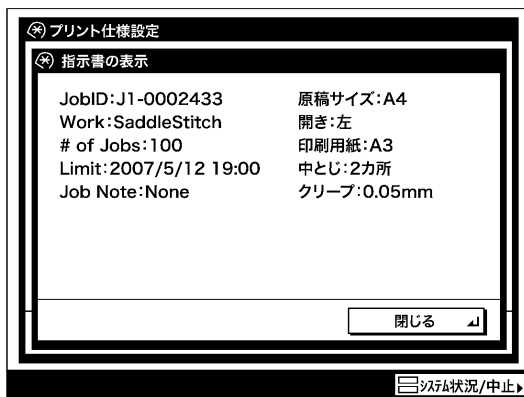 プリント仕様設定
指示書の表示
JobID:J1-0002433
Work:SaddleStitch
# of Jobs:100
Limit:2007/5/12 19:00
Job Note:None
原稿サイズ:A4
開き:左
印刷用紙:A3
中とじ:2カ所
クリープ:0.05mm
閉じる
システム状況/中止